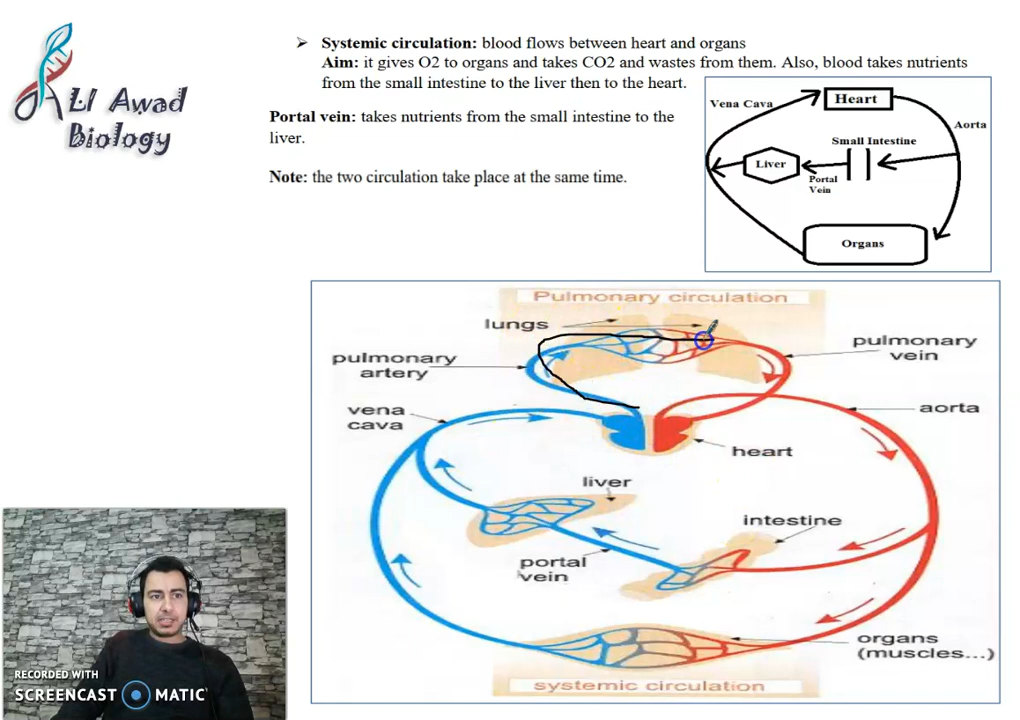 ALI Awad
Biology
➤ Systemic circulation: blood flows between heart and organs
Aim: it gives O2 to organs and takes CO2 and wastes from them. Also, blood takes nutrients
from the small intestine to the liver then to the heart.
Portal vein: takes nutrients from the small intestine to the
liver.
Note: the two circulation take place at the same time.
Vena Cava
Heart
Aorta
Small Intestine
Liver
Portal
Vein
Organs
Pulmonary circulation
lungs
pulmonary
artery
pulmonary
vein
vena
cava
aorta
heart
liver
intestine
portal
vein
organs
(muscles...)
systemic circulation
RECORDED WITH
SCREENCAST MATIC